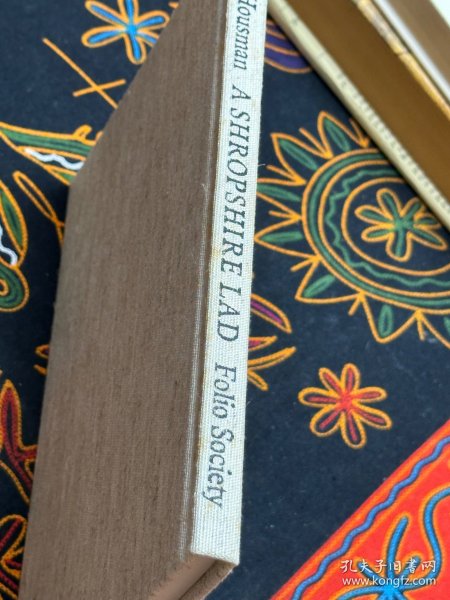 Housman A SHROPSHIRE LAD Folio Society
孔夫子旧书网
www.kongfz.com